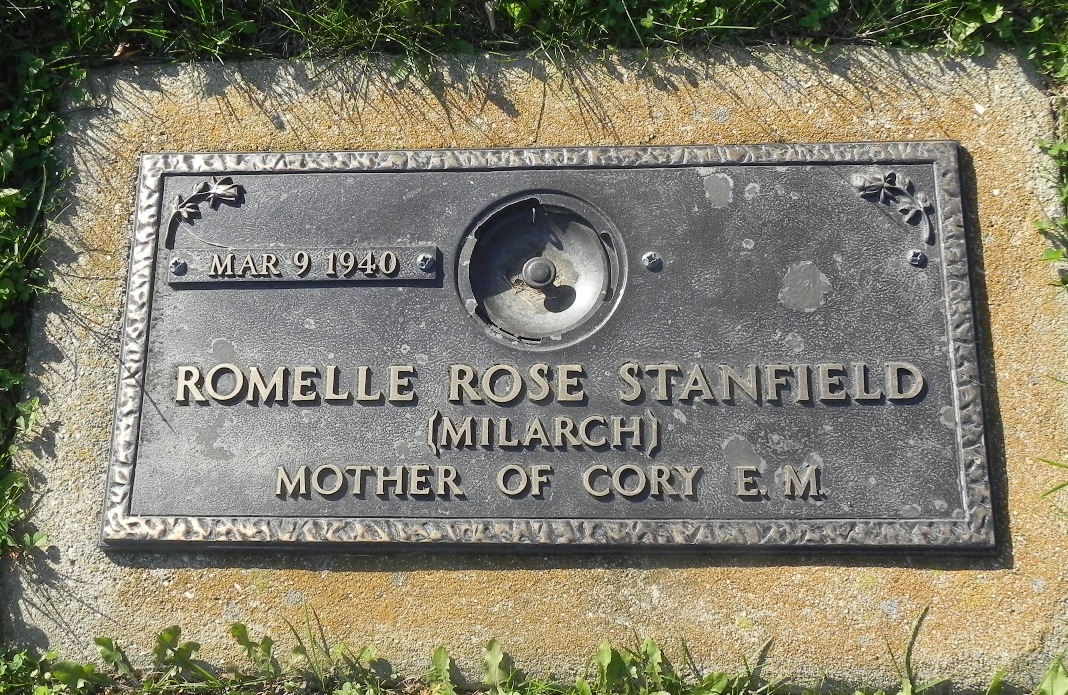 MAR 9 1940
ROMELLE ROSE STANFIELD
(MILARCH)
MOTHER OF CORY E. M.